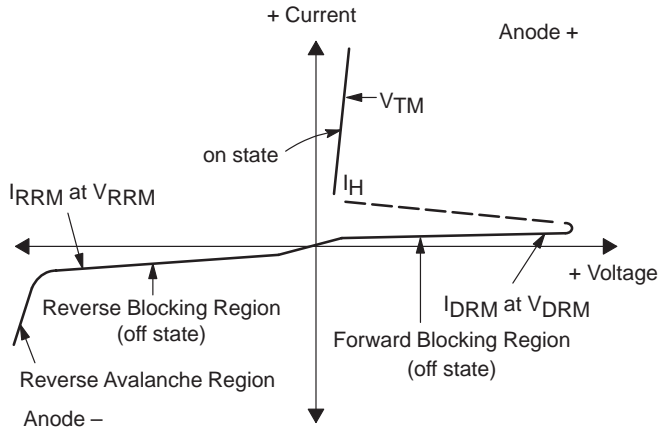 + Current
Anode +
VTM
on state
IH
IRRM at VRRM
+ Voltage
IDRM at VDRM
Reverse Blocking Region
(off state)
Forward Blocking Region
(off state)
Reverse Avalanche Region
Anode –